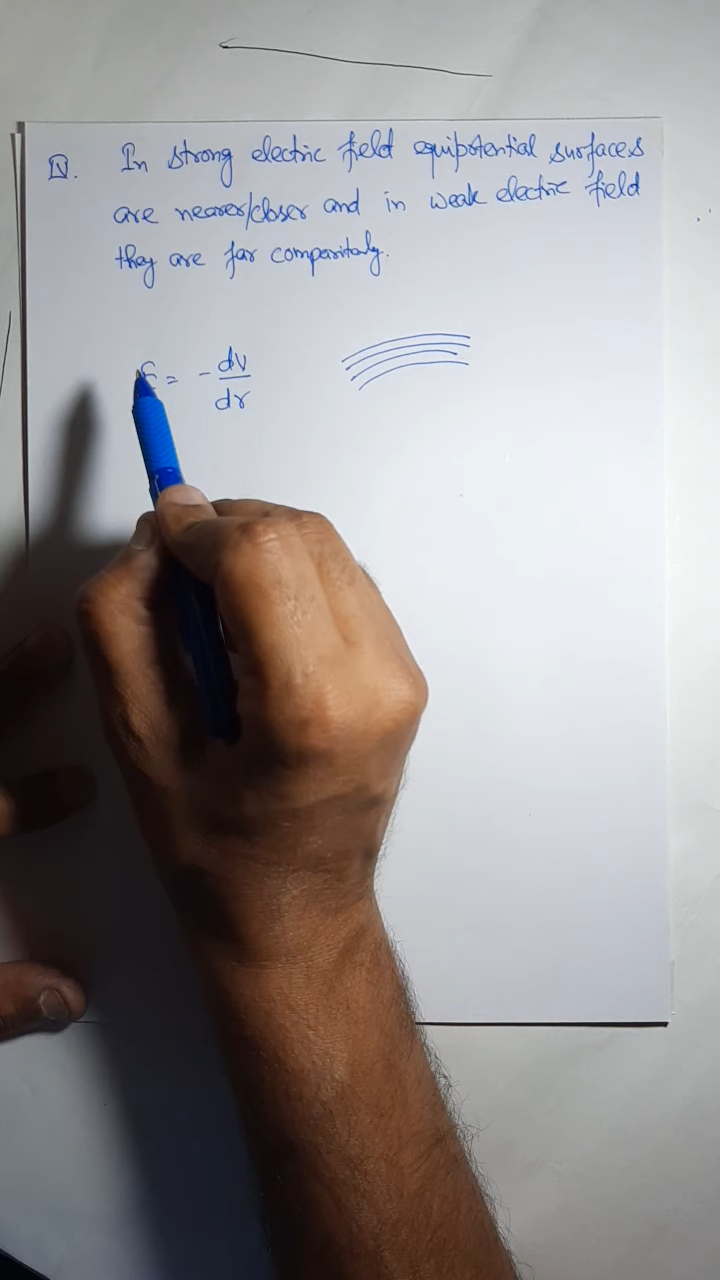 IV. In strong electric field equipotential surfaces
are nearer/closer and in weak electric field
they are far comparitaly.
E = - dV
dr